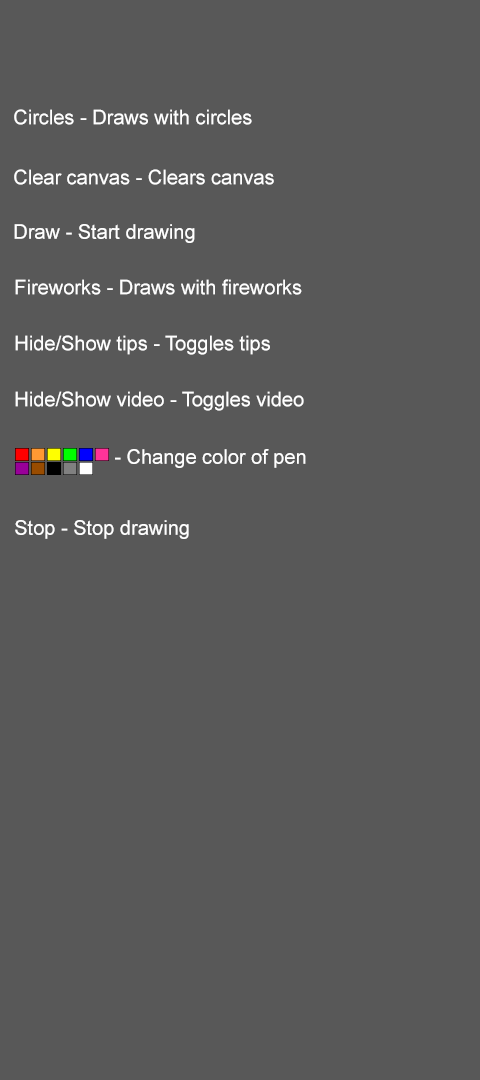 Circles - Draws with circles
Clear canvas - Clears canvas
Draw - Start drawing
Fireworks - Draws with fireworks
Hide/Show tips - Toggles tips
Hide/Show video - Toggles video
- Change color of pen
Stop - Stop drawing